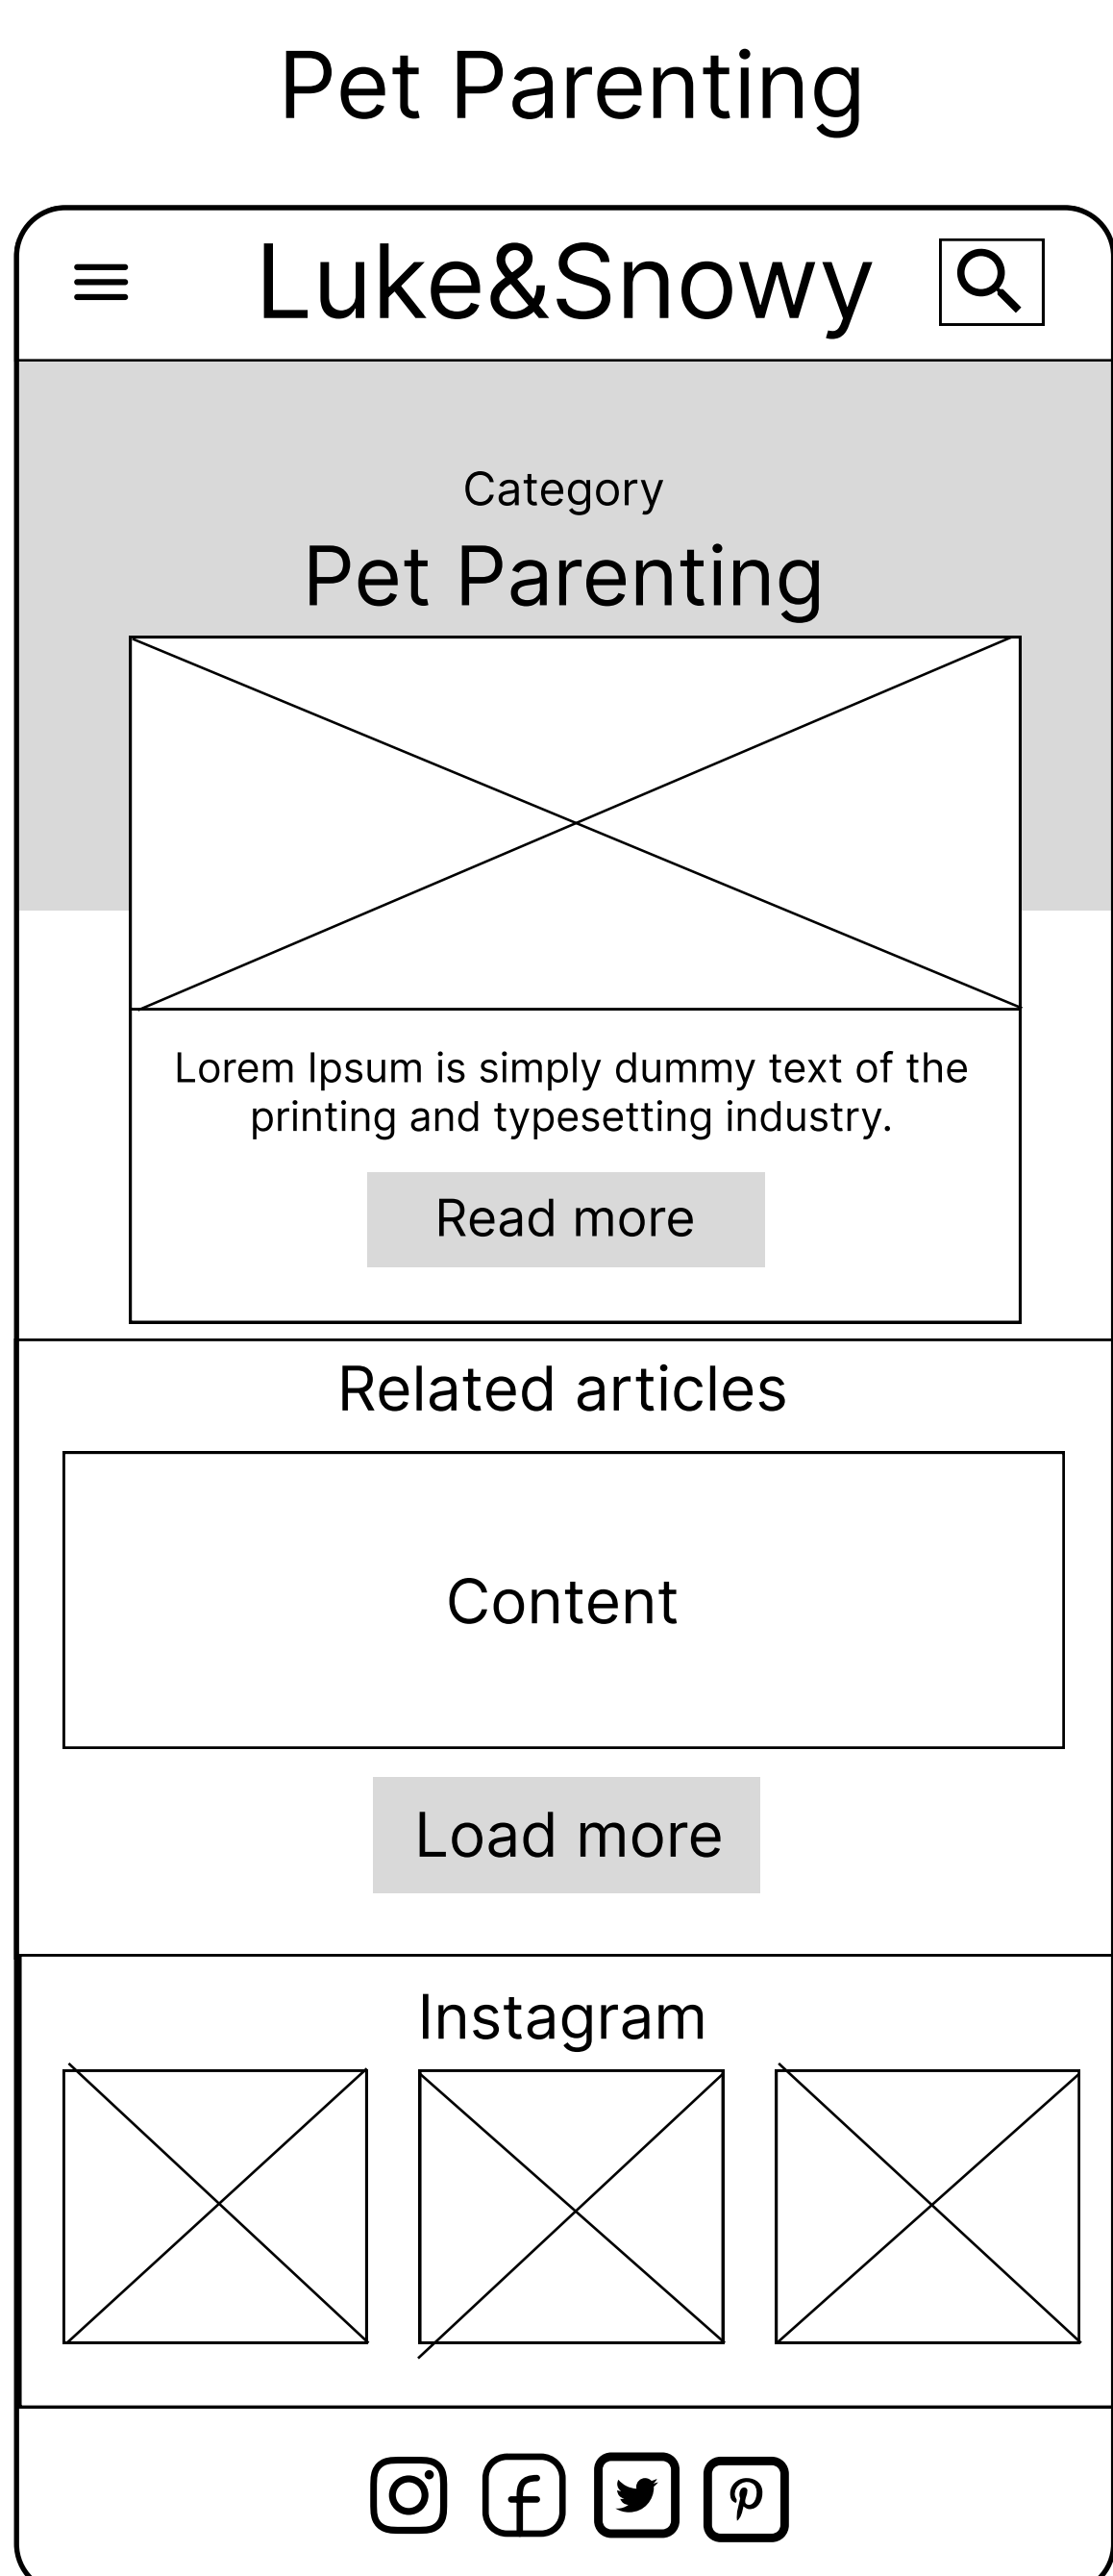 Pet Parenting
Luke&Snowy
Category
Pet Parenting
Lorem Ipsum is simply dummy text of the
printing and typesetting industry.
Read more
Related articles
Content
Load more
Instagram